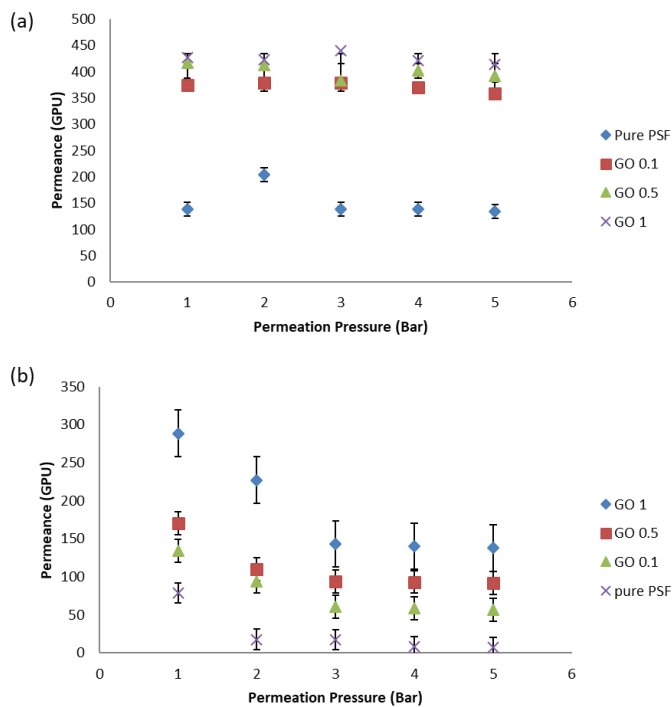 (a)
500
450
400
350
300
250
200
150
100
50
0
Permeance (GPU)
0 1 2 3 4 5 6
Permeation Pressure (Bar)
Pure PSF
GO 0.1
GO 0.5
GO 1
(b)
350
300
250
200
150
100
50
0
Permeance (GPU)
0 1 2 3 4 5 6
Permeation Pressure (Bar)
GO 1
GO 0.5
GO 0.1
pure PSF